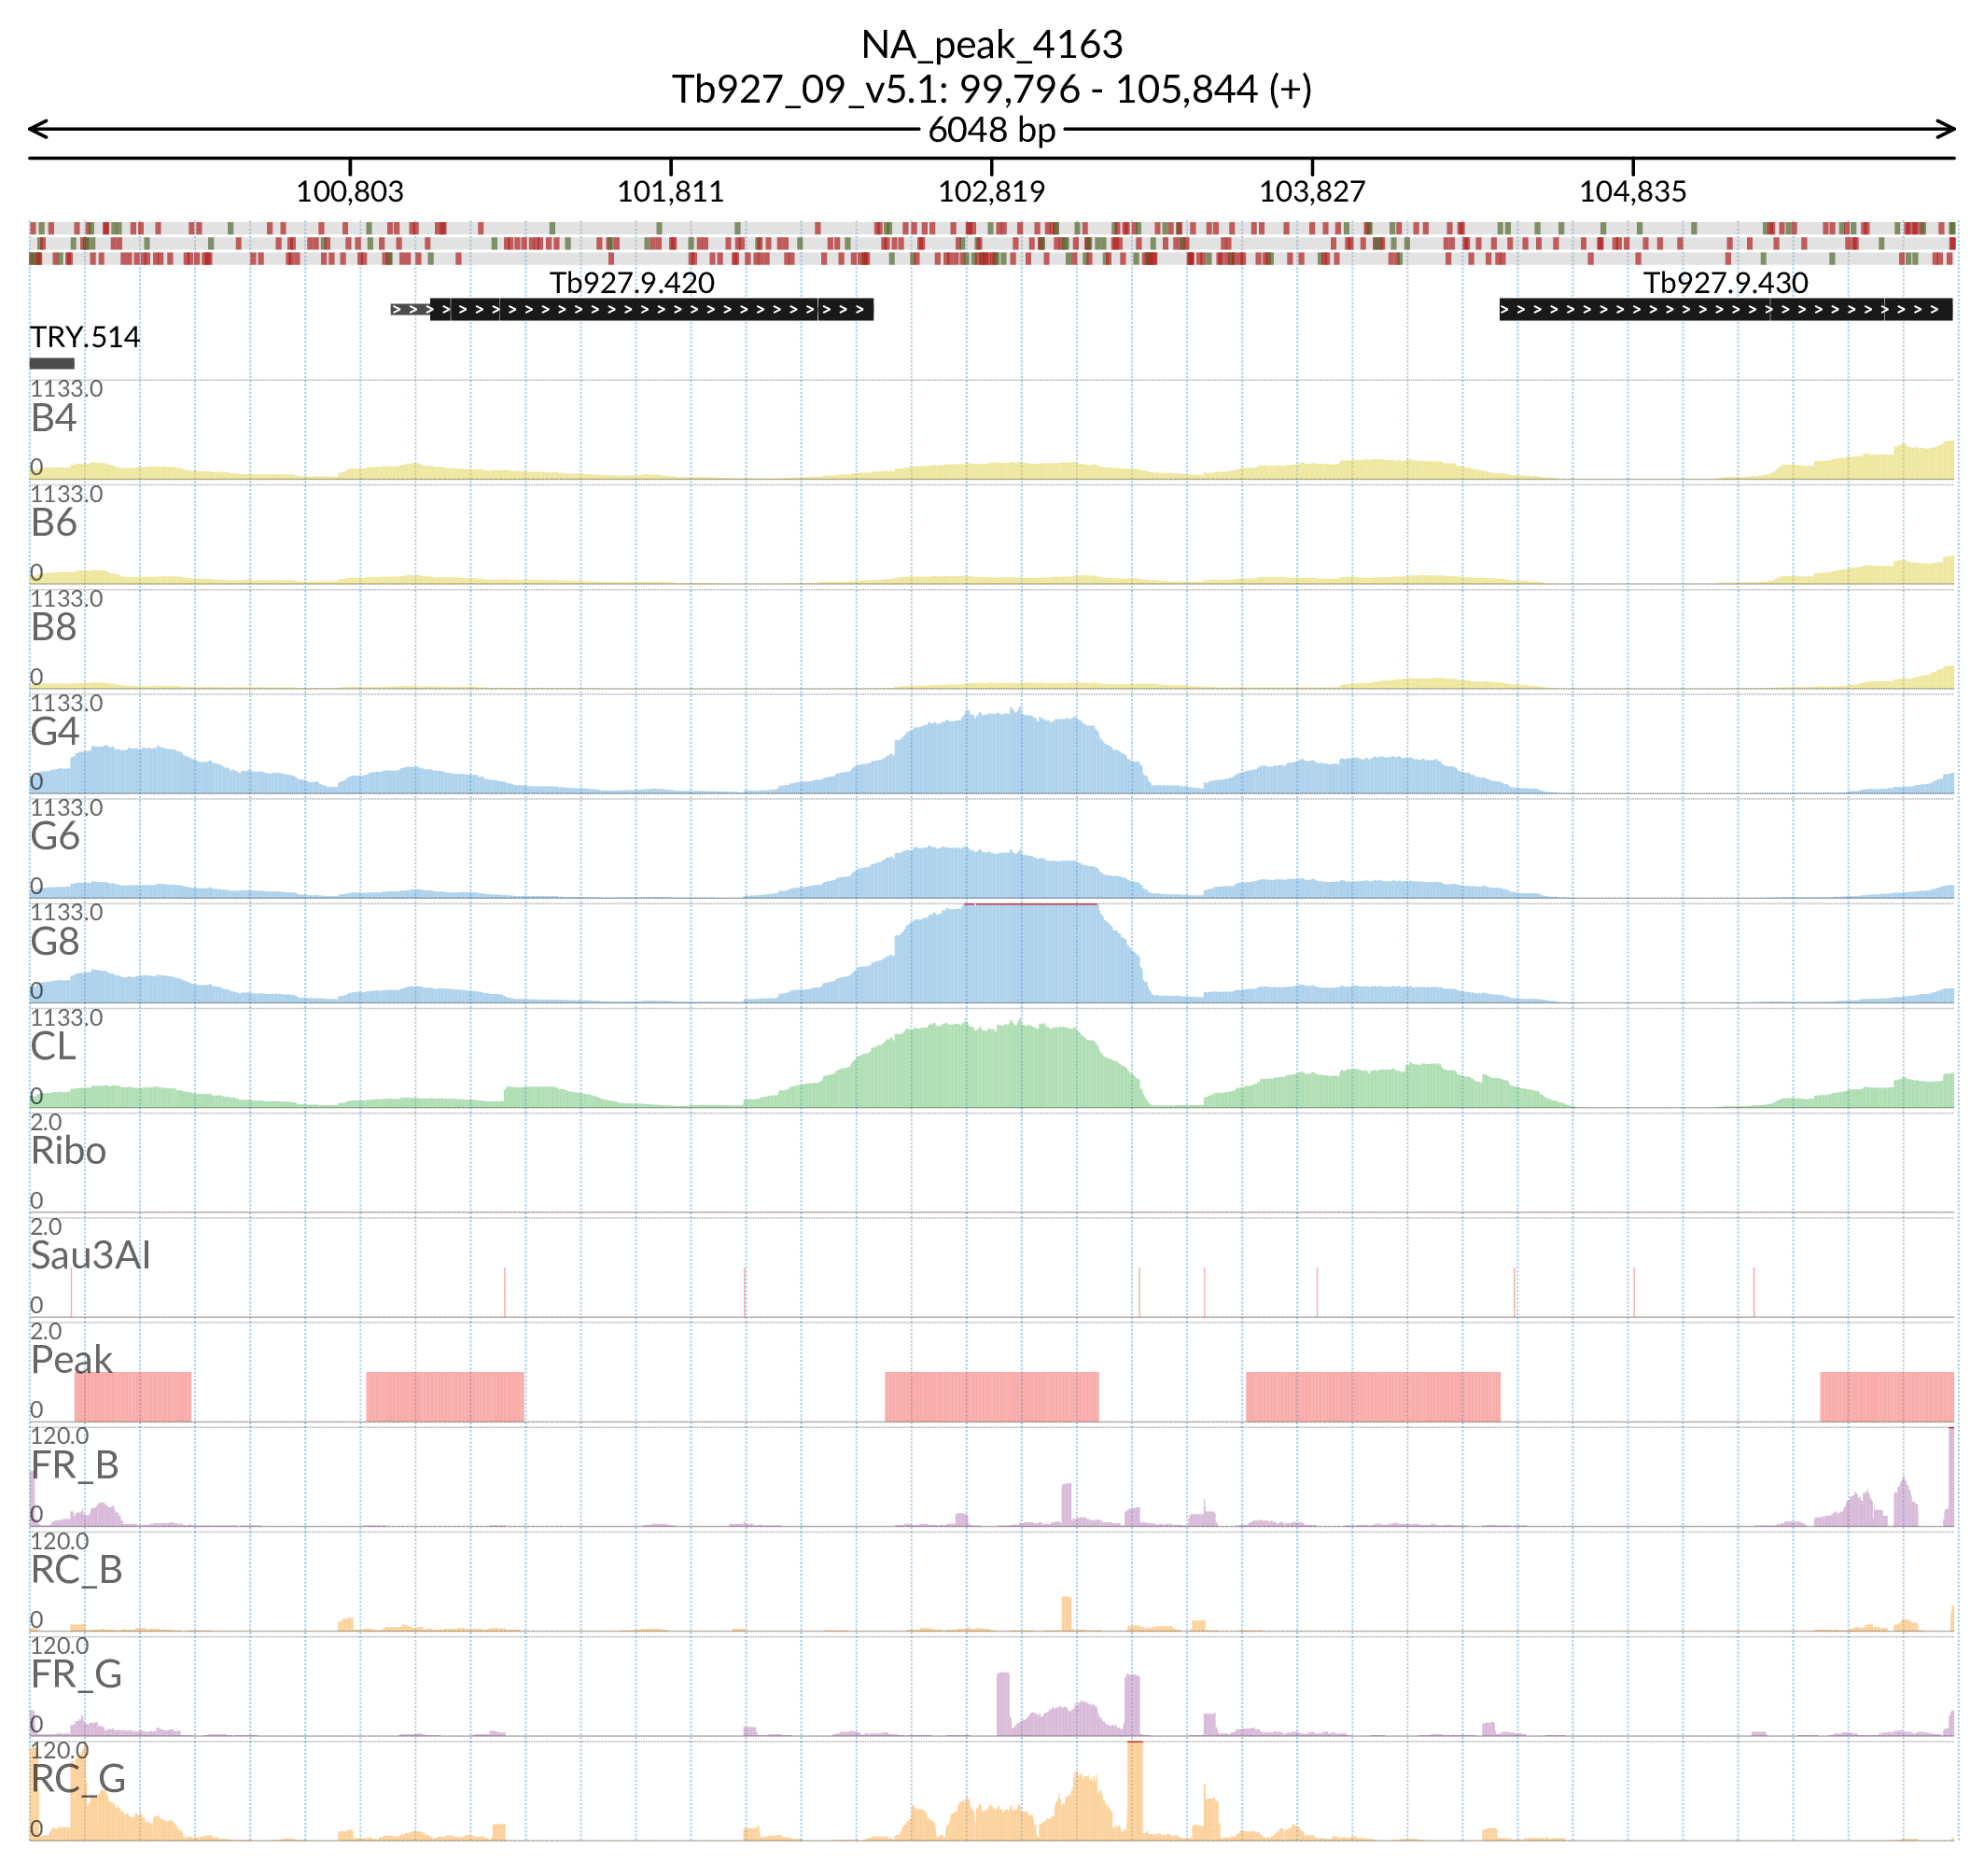 NA_peak_4163
Tb927_09_v5.1: 99,796 - 105,844 (+)
6048 bp
100,803 101,811 102,819 103,827 104,835
Tb927.9.420 Tb927.9.430
TRY.514
1133.0
B4
0
1133.0
B6
0
1133.0
B8
0
1133.0
G4
0
1133.0
G6
0
1133.0
G8
0
1133.0
CL
0
2.0
Ribo
0
2.0
Sau3AI
0
2.0
Peak
0
120.0
FR_B
0
120.0
RC_B
0
120.0
FR_G
0
120.0
RC_G
0